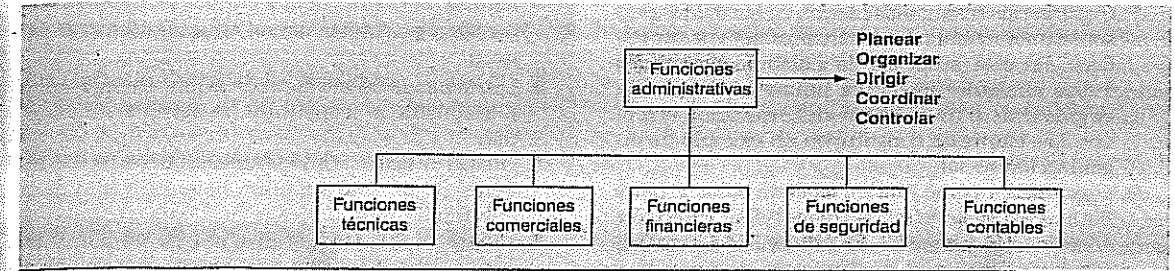 Funciones
administrativas
Planear
Organizar
Dirigir
Coordinar
Controlar
Funciones
técnicas
Funciones
comerciales
Funciones
financieras
Funciones
de seguridad
Funciones
contables